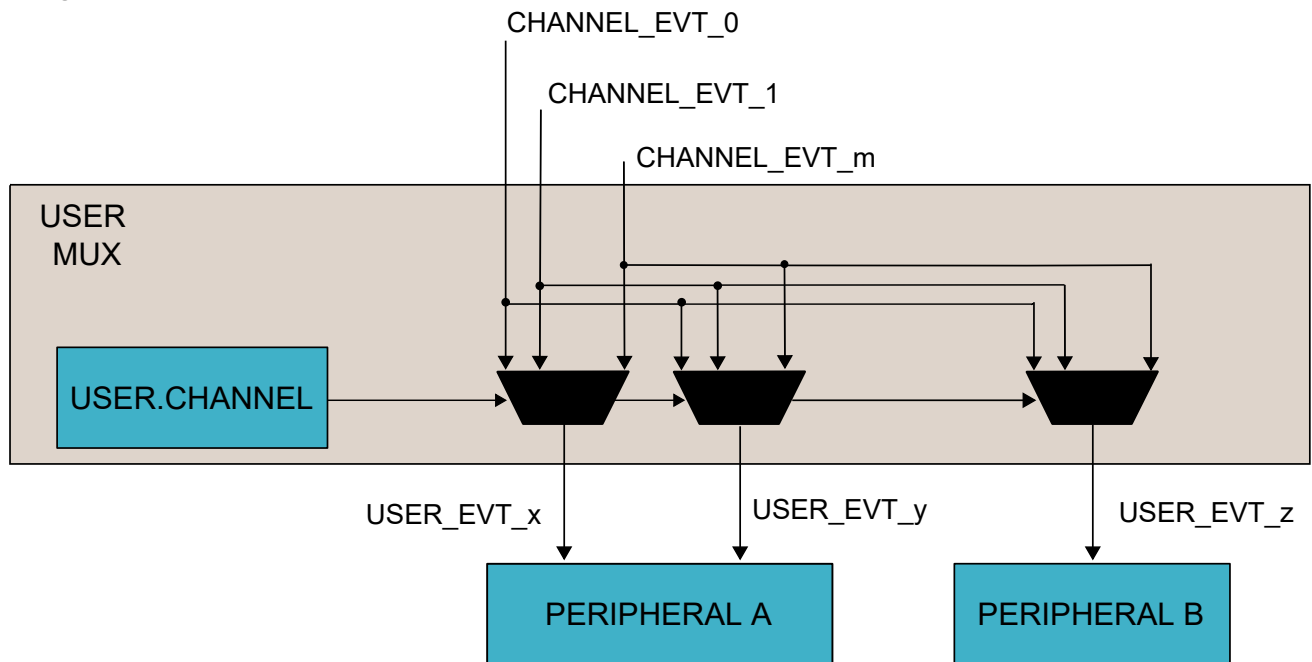 CHANNEL_EVT_0
CHANNEL_EVT_1
CHANNEL_EVT_m
USER
MUX
USER.CHANNEL
USER_EVT_x
USER_EVT_y
USER_EVT_z
PERIPHERAL A
PERIPHERAL B